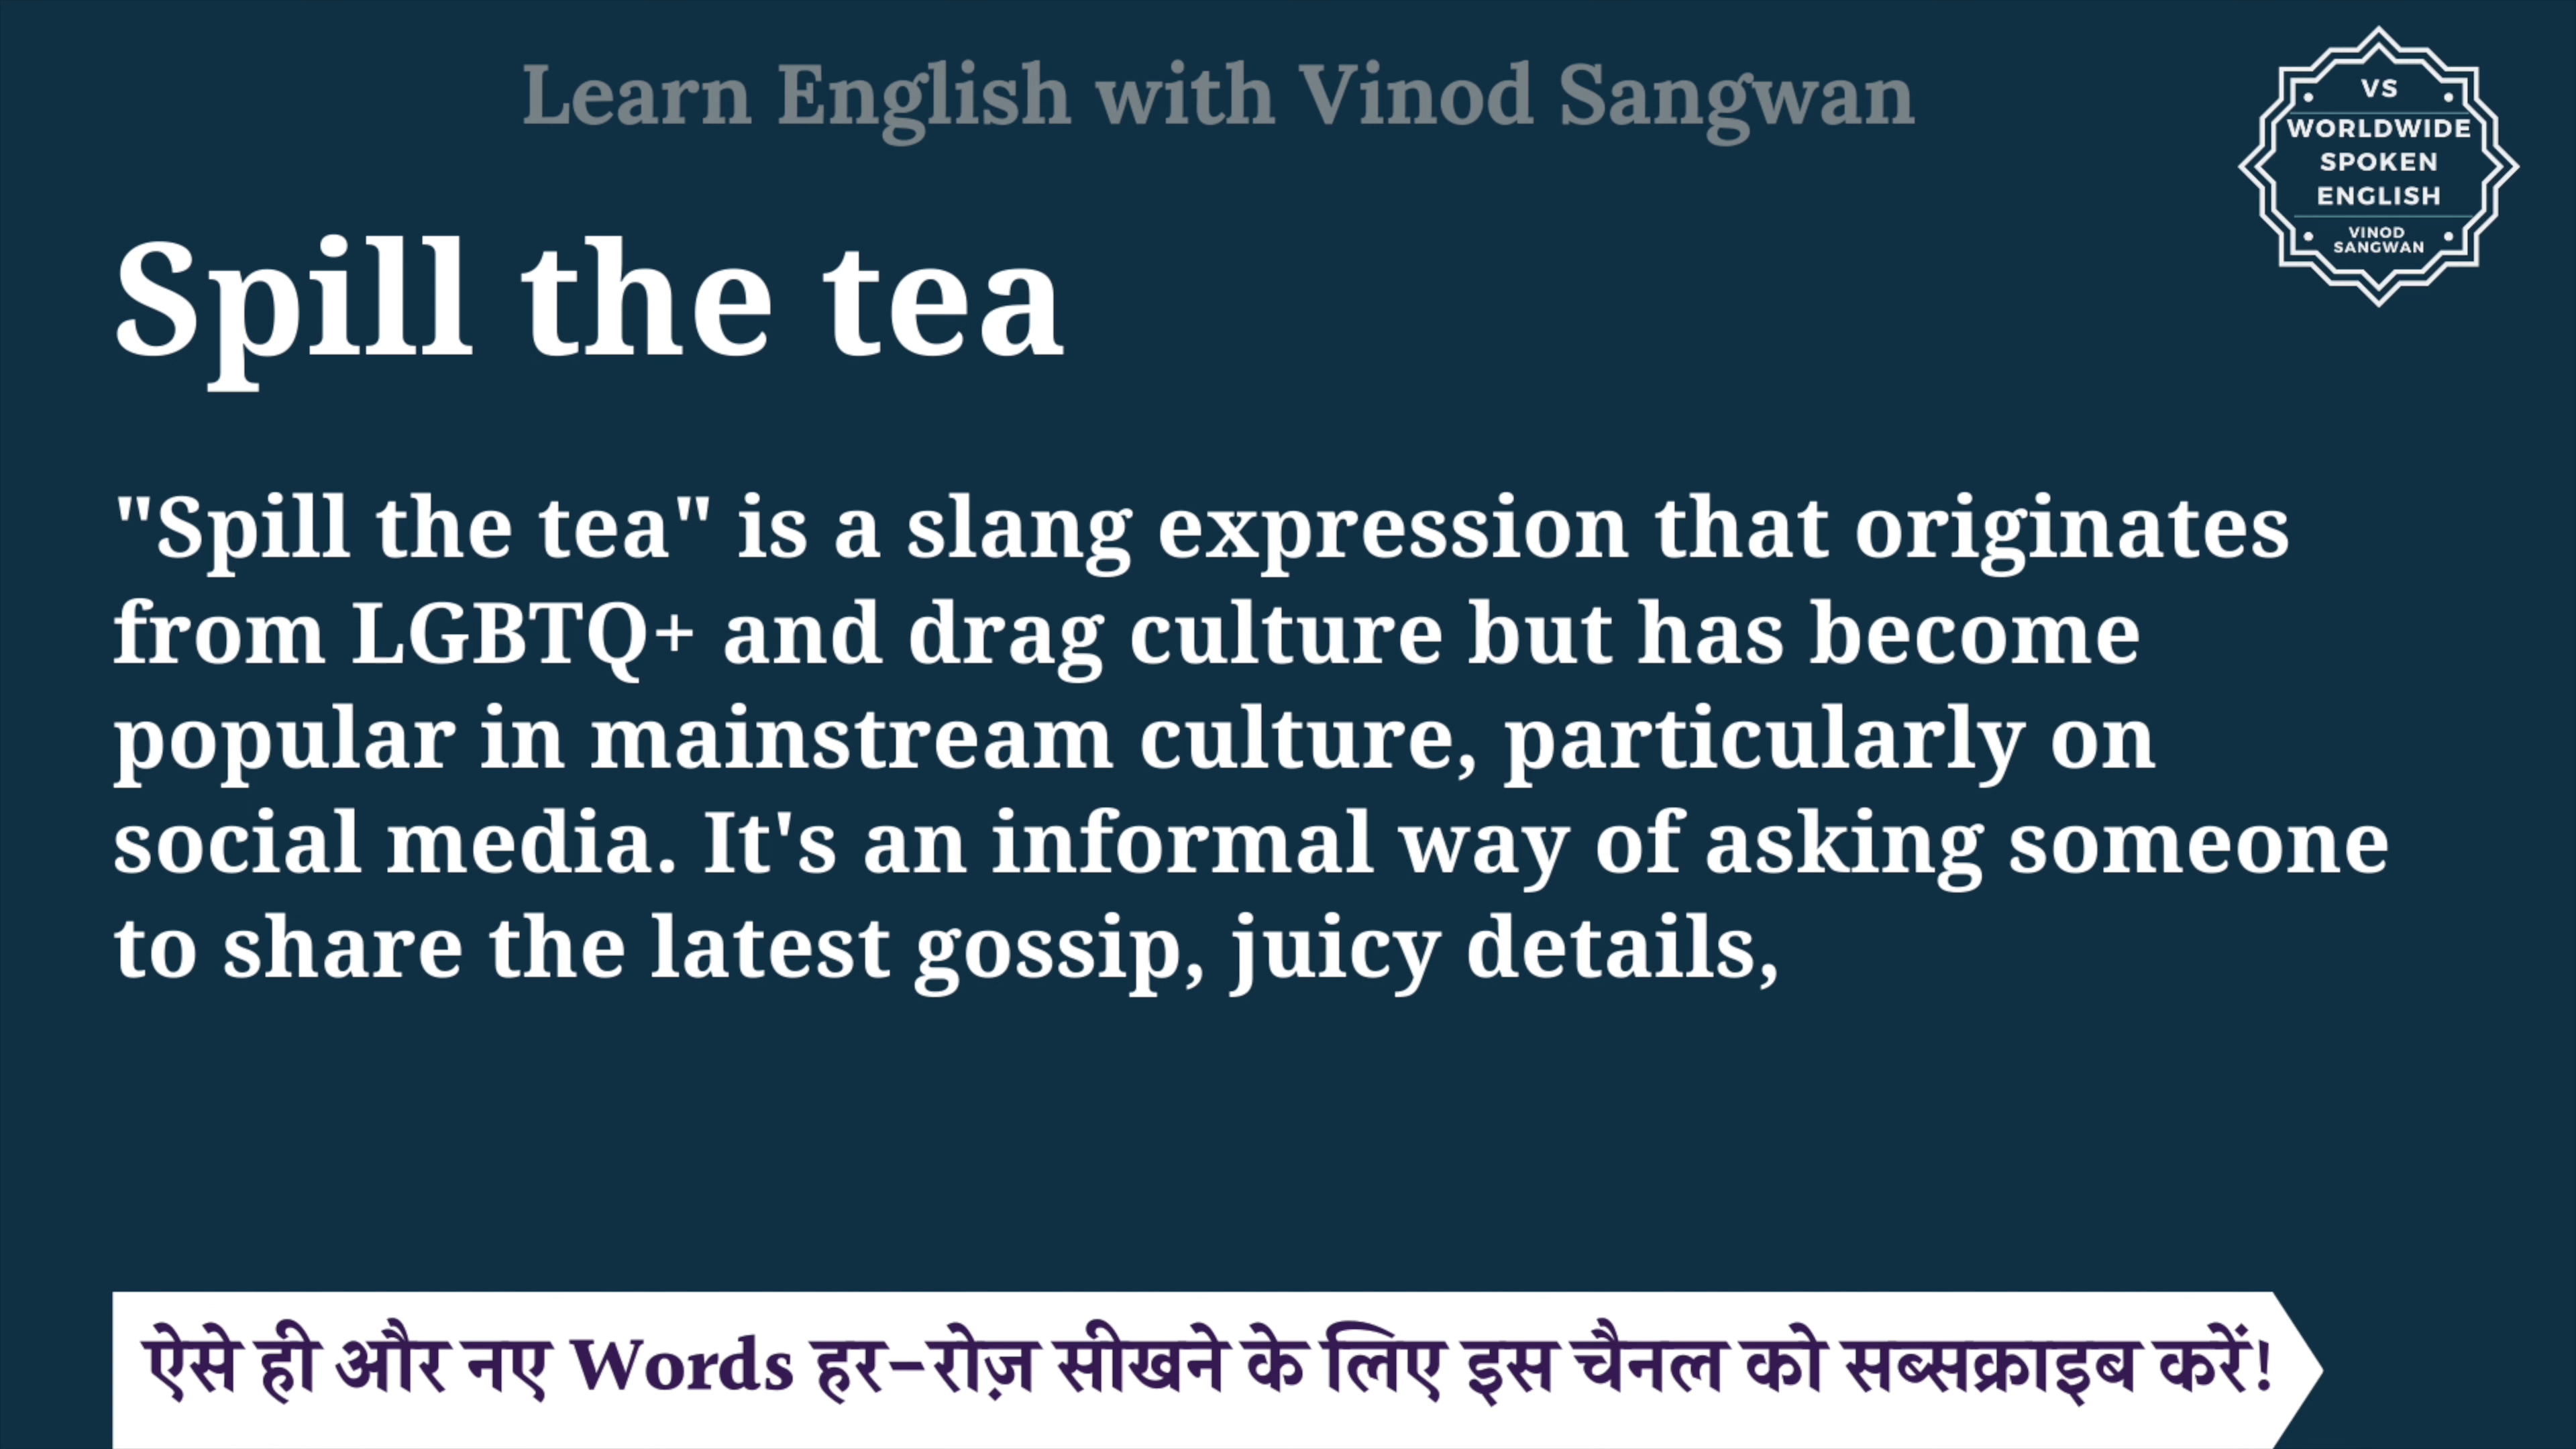 Learn English with Vinod Sangwan
VS
WORLDWIDE
SPOKEN
ENGLISH
VINOD
SANGWAN
Spill the tea
"Spill the tea" is a slang expression that originates
from LGBTQ+ and drag culture but has become
popular in mainstream culture, particularly on
social media. It's an informal way of asking someone
to share the latest gossip, juicy details,
ऐसे ही और नए Words हर-रोज़ सीखने के लिए इस चैनल को सब्सक्राइब करें!